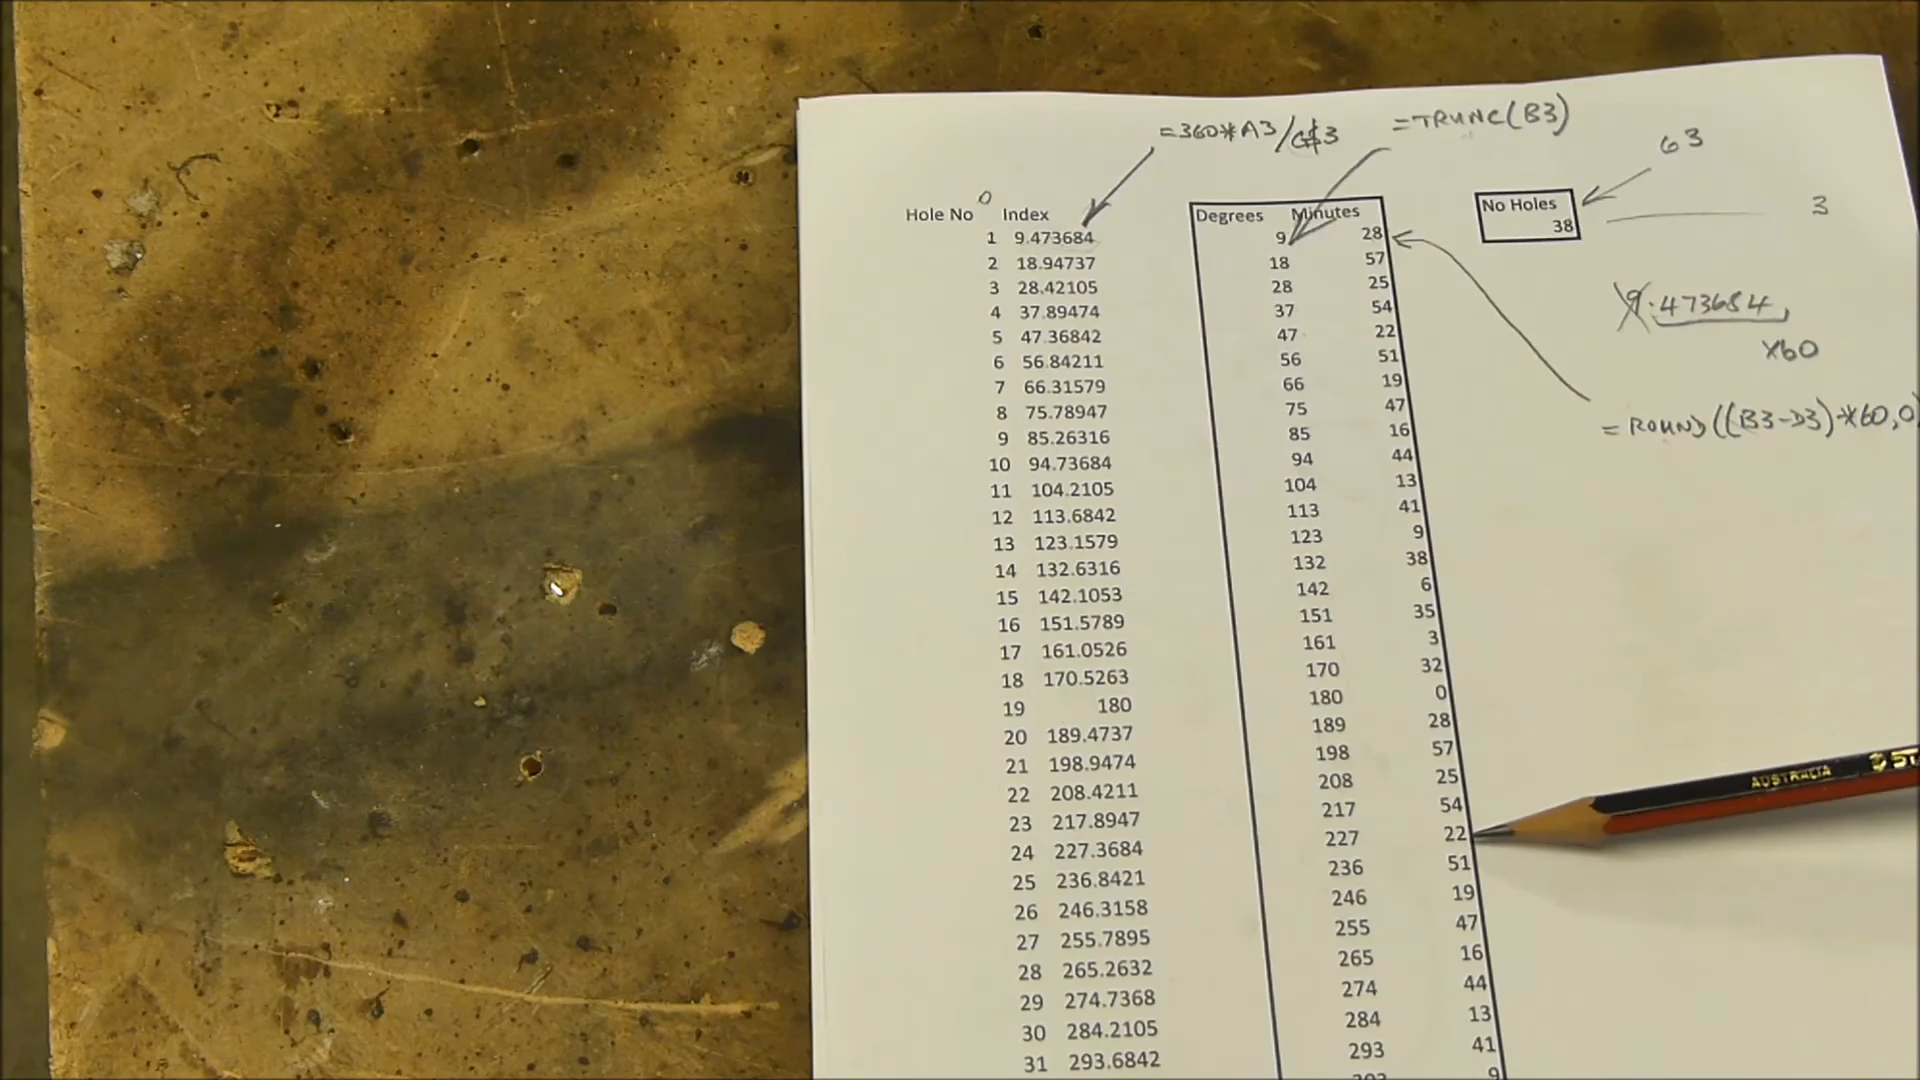 =360*A3/G$3
=TRUNC(B3)
G3
0
Hole No Index Degrees Minutes No Holes
38
3
1 9.473684 9 28
2 18.94737 18 57
3 28.42105 28 25
9.473684
4 37.89474 37 54
5 47.36842 47 22
x60
6 56.84211 56 51
7 66.31579 66 19
8 75.78947 75 47
=ROUND((B3-D3)*60,0)
9 85.26316 85 16
10 94.73684 94 44
11 104.2105 104 13
12 113.6842 113 41
13 123.1579 123 9
14 132.6316 132 38
15 142.1053 142 6
16 151.5789 151 35
17 161.0526 161 3
18 170.5263 170 32
19 180 180 0
20 189.4737 189 28
21 198.9474 198 57
22 208.4211 208 25
AUSTRALIA
23 217.8947 217 54
24 227.3684 227 22
25 236.8421 236 51
26 246.3158 246 19
27 255.7895 255 47
28 265.2632 265 16
29 274.7368 274 44
30 284.2105 284 13
31 293.6842 293 41